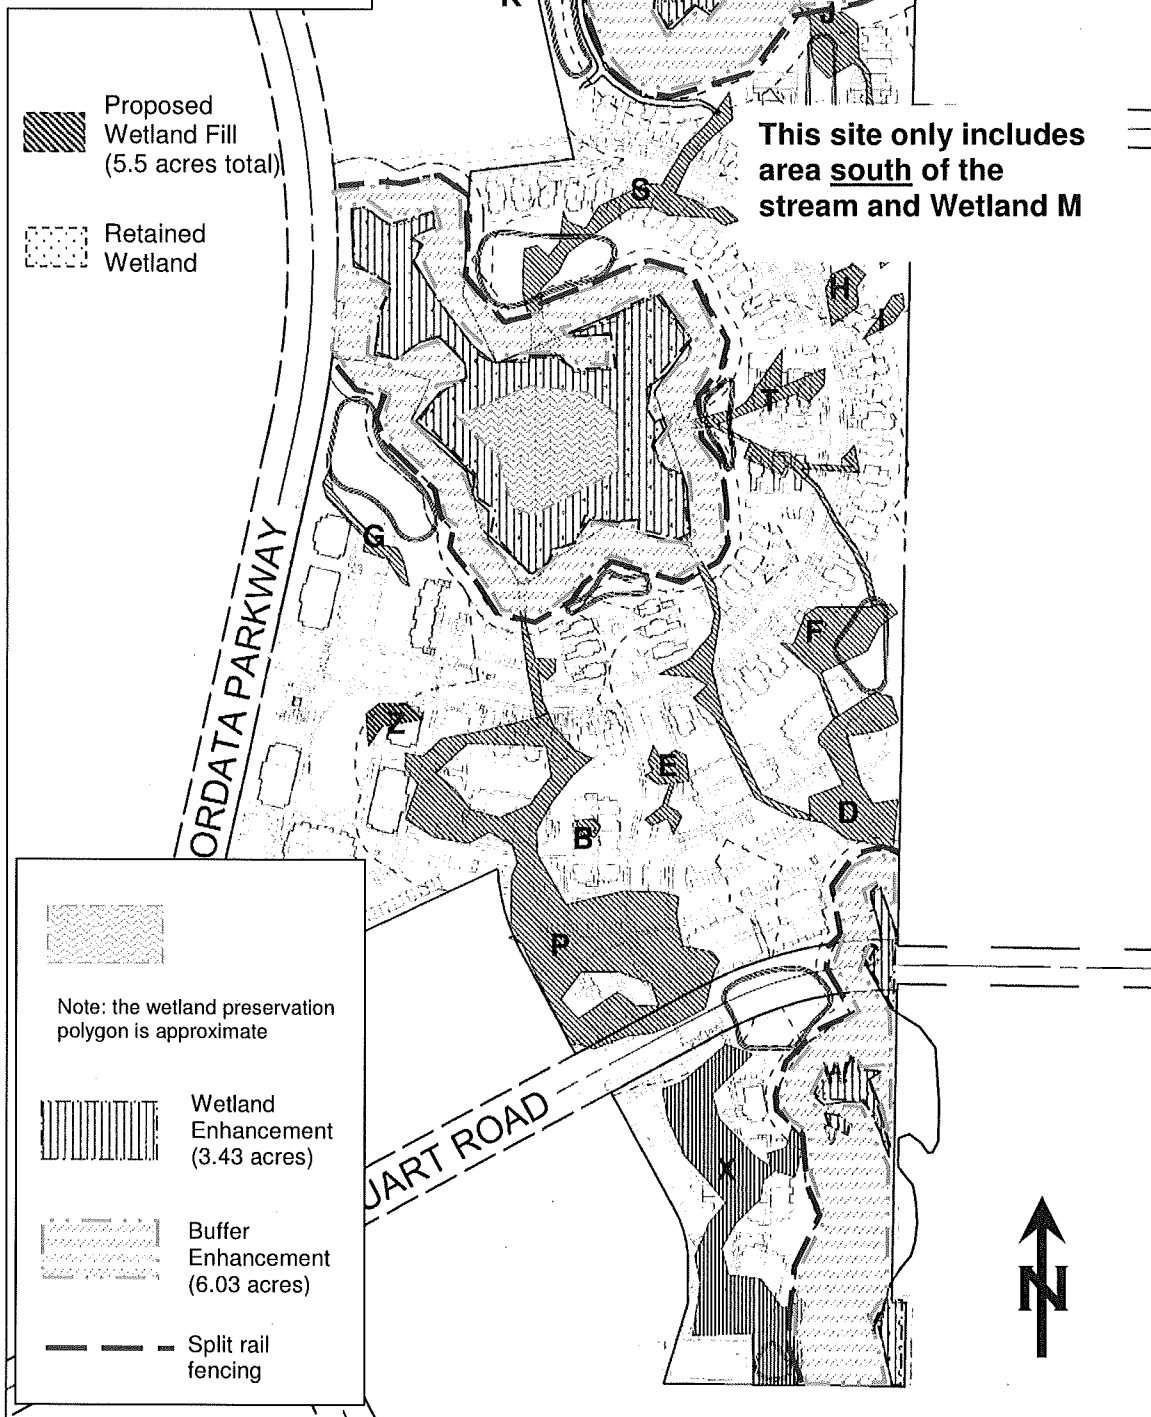 K
J
Proposed
Wetland Fill
(5.5 acres total)
This site only includes
area south of the
stream and Wetland M
S
Retained
Wetland
H
I
T
G
F
ORDATA PARKWAY
Z
E
D
B
P
Note: the wetland preservation
polygon is approximate
W
Wetland
Enhancement
(3.43 acres)
UART ROAD
X
Buffer
Enhancement
(6.03 acres)
N
Split rail
fencing